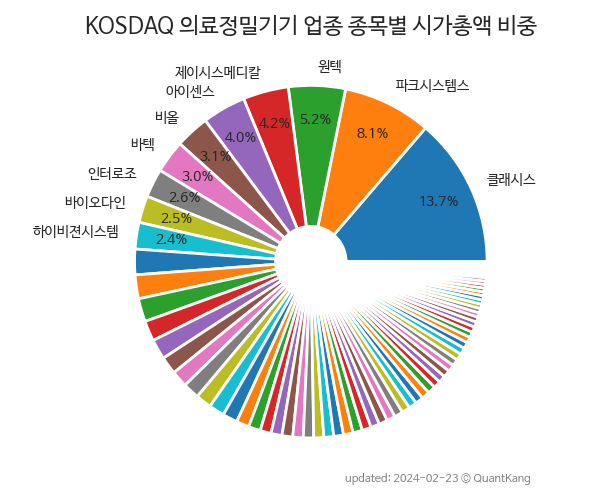 KOSDAQ 의료정밀기기 업종 종목별 시가총액 비중
클래시스
13.7%
파크시스템스
8.1%
원텍
5.2%
제이시스메디칼
4.2%
아이센스
4.0%
비올
3.1%
바텍
3.0%
인터로조
2.6%
바이오다인
2.5%
하이비젼시스템
2.4%
updated: 2024-02-23 © QuantKang